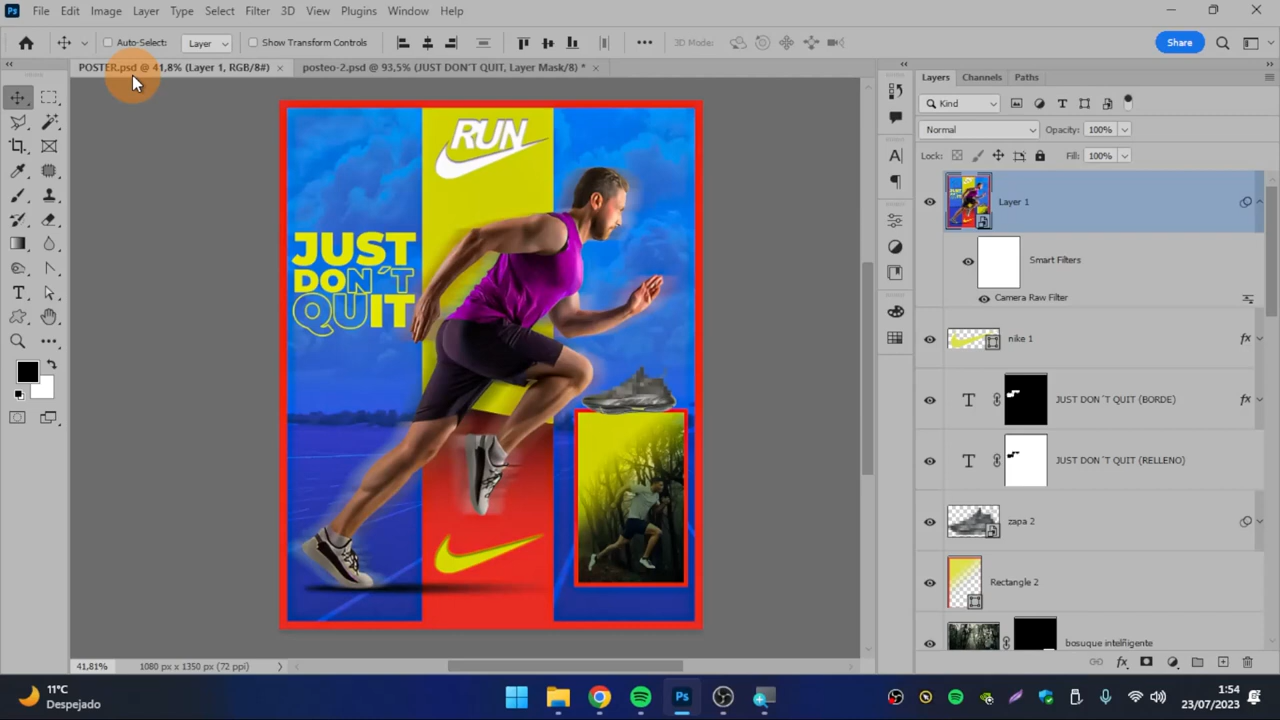 File Edit Image Layer Type Select Filter 3D View Plugins Window Help
Auto-Select: Layer Show Transform Controls 3D Mode: Share
POSTER.psd @ 41,8% (Layer 1, RGB/8#) × posteo-2.psd @ 93,5% (JUST DON´T QUIT, Layer Mask/8) * ×
Layers Channels Paths
Kind
Normal Opacity: 100%
Lock: Fill: 100%
Layer 1
Smart Filters
Camera Raw Filter
nike 1 fx
JUST DON´T QUIT (BORDE) fx
JUST DON´T QUIT (RELLENO)
zapa 2
Rectangle 2
bosuque intelñigente
RUN
JUST
DON´T
QUIT
41,81% 1080 px x 1350 px (72 ppi)
11°C
Despejado
1:54
23/07/2023